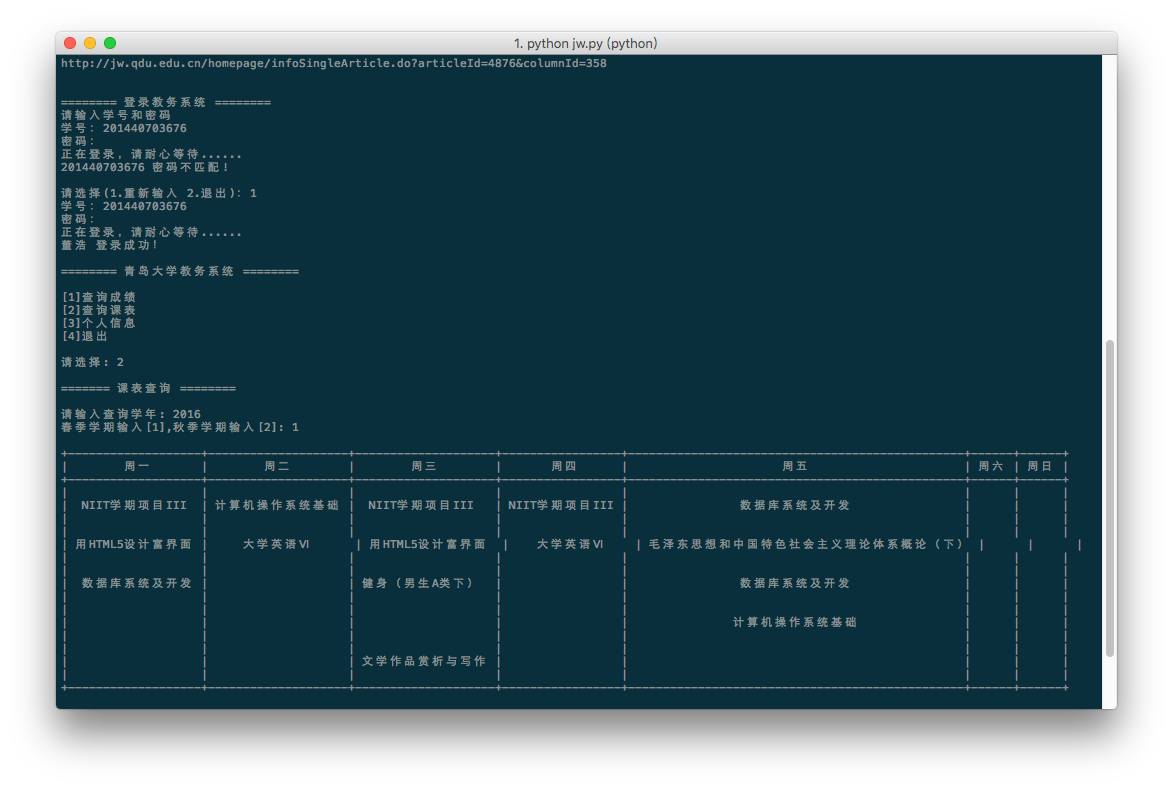 1. python jw.py (python)
http://jw.qdu.edu.cn/homepage/infoSingleArticle.do?articleId=4876&columnId=358
======== 登录教务系统 ========
请输入学号和密码
学号: 201440703676
密码:
正在登录, 请耐心等待......
201440703676 密码不匹配!
请选择(1.重新输入 2.退出): 1
学号: 201440703676
密码:
正在登录, 请耐心等待......
董浩 登录成功!
======== 青岛大学教务系统 ========
[1]查询成绩
[2]查询课表
[3]个人信息
[4]退出
请选择: 2
======= 课表查询 ========
请输入查询学年: 2016
春季学期输入[1],秋季学期输入[2]: 1
| 周一 | 周二 | 周三 | 周四 | 周五 | 周六 | 周日 |
| NIIT学期项目III | 计算机操作系统基础 | NIIT学期项目III | NIIT学期项目III | 数据库系统及开发 | | |
| 用HTML5设计富界面 | 大学英语Ⅵ | 用HTML5设计富界面 | 大学英语Ⅵ | 毛泽东思想和中国特色社会主义理论体系概论（下） | | |
| 数据库系统及开发 | | 健身（男生A类下） | | 数据库系统及开发 | | |
| | | | | 计算机操作系统基础 | | |
| | | 文学作品赏析与写作 | | | | |